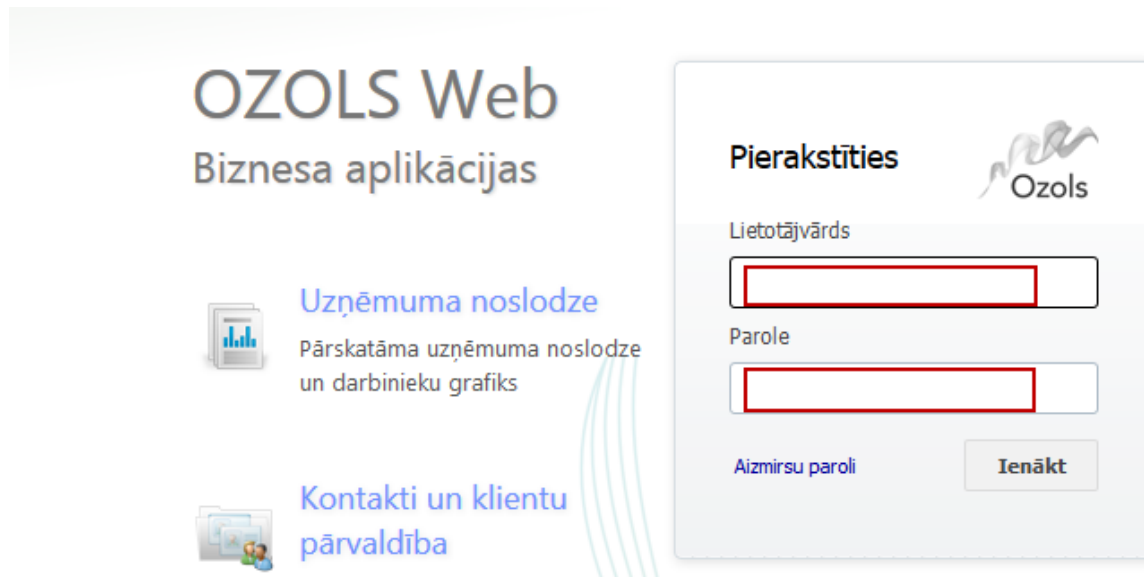 OZOLS Web
Biznesa aplikācijas
Uzņēmuma noslodze
Pārskatāma uzņēmuma noslodze
un darbinieku grafiks
Kontakti un klientu
pārvaldība
Pierakstīties
Ozols
Lietotājvārds
Parole
Aizmirsu paroli
Ienākt